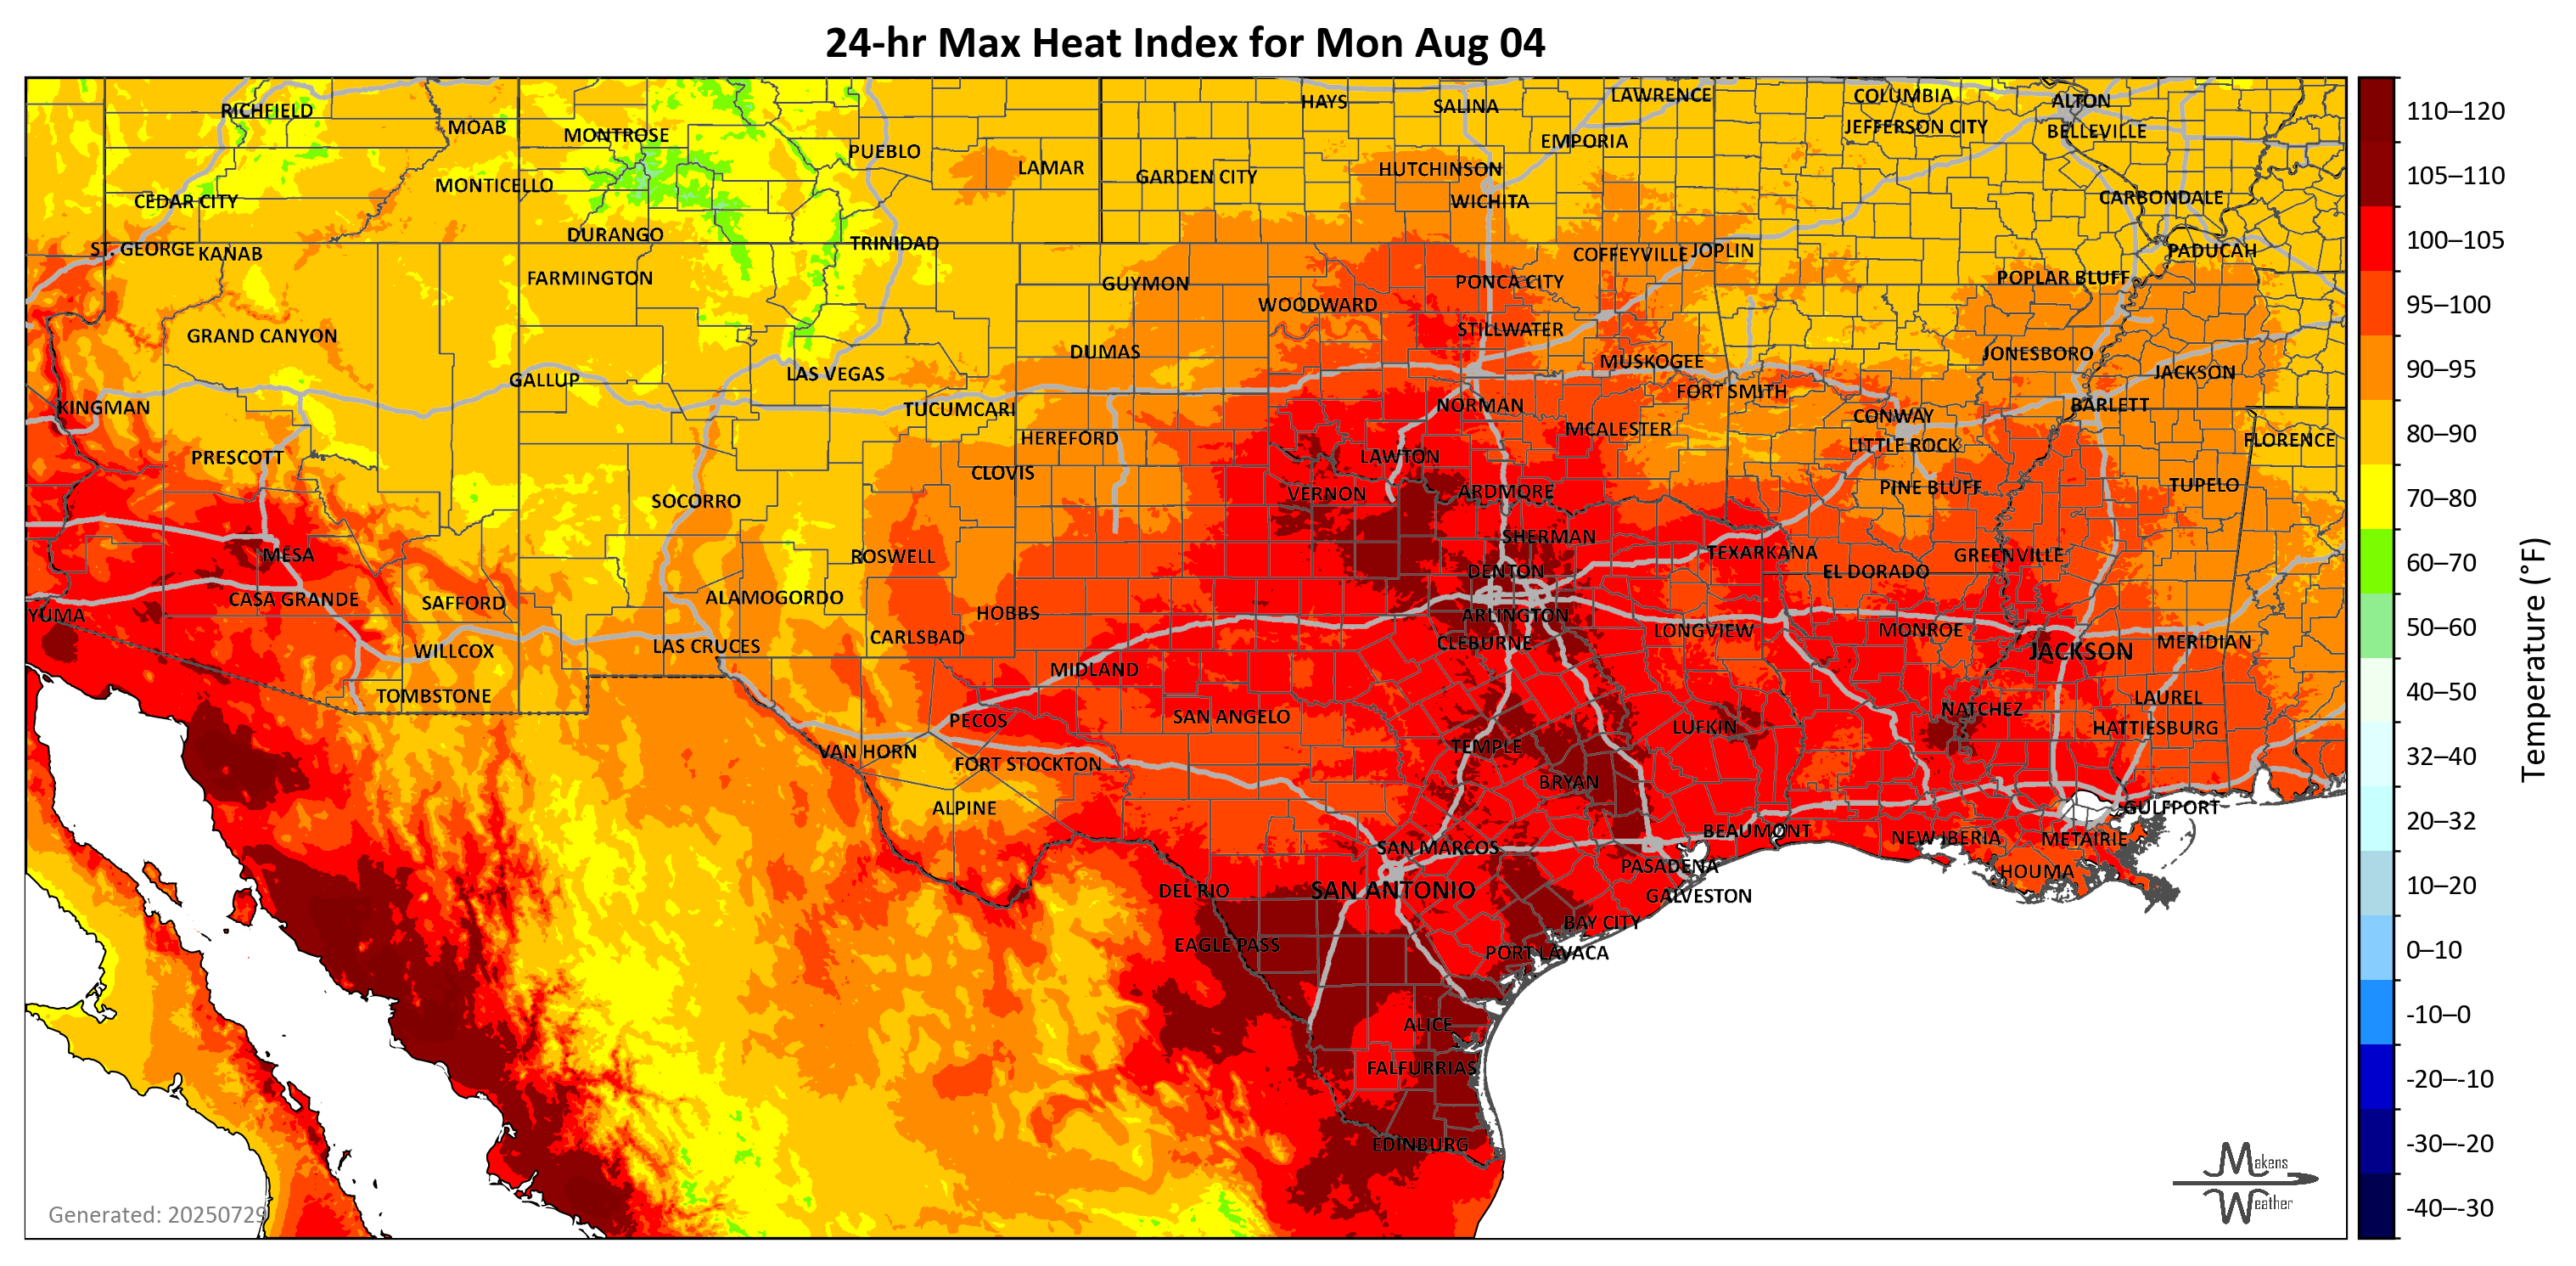 24-hr Max Heat Index for Mon Aug 04
RICHFIELD
MOAB
MONTROSE
PUEBLO
LAMAR
HAYS
SALINA
LAWRENCE
COLUMBIA
ALTON
JEFFERSON CITY
BELLEVILLE
EMPORIA
HUTCHINSON
GARDEN CITY
MONTICELLO
CEDAR CITY
WICHITA
CARBONDALE
DURANGO
TRINIDAD
ST. GEORGE
KANAB
COFFEYVILLE
JOPLIN
PADUCAH
FARMINGTON
GUYMON
PONCA CITY
POPLAR BLUFF
WOODWARD
GRAND CANYON
STILLWATER
DUMAS
MUSKOGEE
JONESBORO
JACKSON
GALLUP
LAS VEGAS
FORT SMITH
KINGMAN
TUCUMCARI
NORMAN
CONWAY
BARLETT
HEREFORD
MCALESTER
LITTLE ROCK
FLORENCE
PRESCOTT
CLOVIS
LAWTON
SOCORRO
VERNON
ARDMORE
PINE BLUFF
TUPELO
SHERMAN
MESA
ROSWELL
TEXARKANA
GREENVILLE
DENTON
EL DORADO
CASA GRANDE
SAFFORD
ALAMOGORDO
HOBBS
YUMA
ARLINGTON
LAS CRUCES
CARLSBAD
CLEBURNE
LONGVIEW
MONROE
WILLCOX
JACKSON
MERIDIAN
MIDLAND
TOMBSTONE
LAUREL
PECOS
SAN ANGELO
NATCHEZ
LUFKIN
HATTIESBURG
VAN HORN
TEMPLE
FORT STOCKTON
BRYAN
ALPINE
GULFPORT
BEAUMONT
NEW IBERIA
METAIRIE
SAN MARCOS
PASADENA
HOUMA
DEL RIO
SAN ANTONIO
GALVESTON
BAY CITY
EAGLE PASS
PORT LAVACA
ALICE
FALFURRIAS
EDINBURG
Generated: 20250729
Makens
Weather
110–120
105–110
100–105
95–100
90–95
80–90
70–80
60–70
50–60
40–50
32–40
20–32
10–20
0–10
-10–0
-20–-10
-30–-20
-40–-30
Temperature (°F)